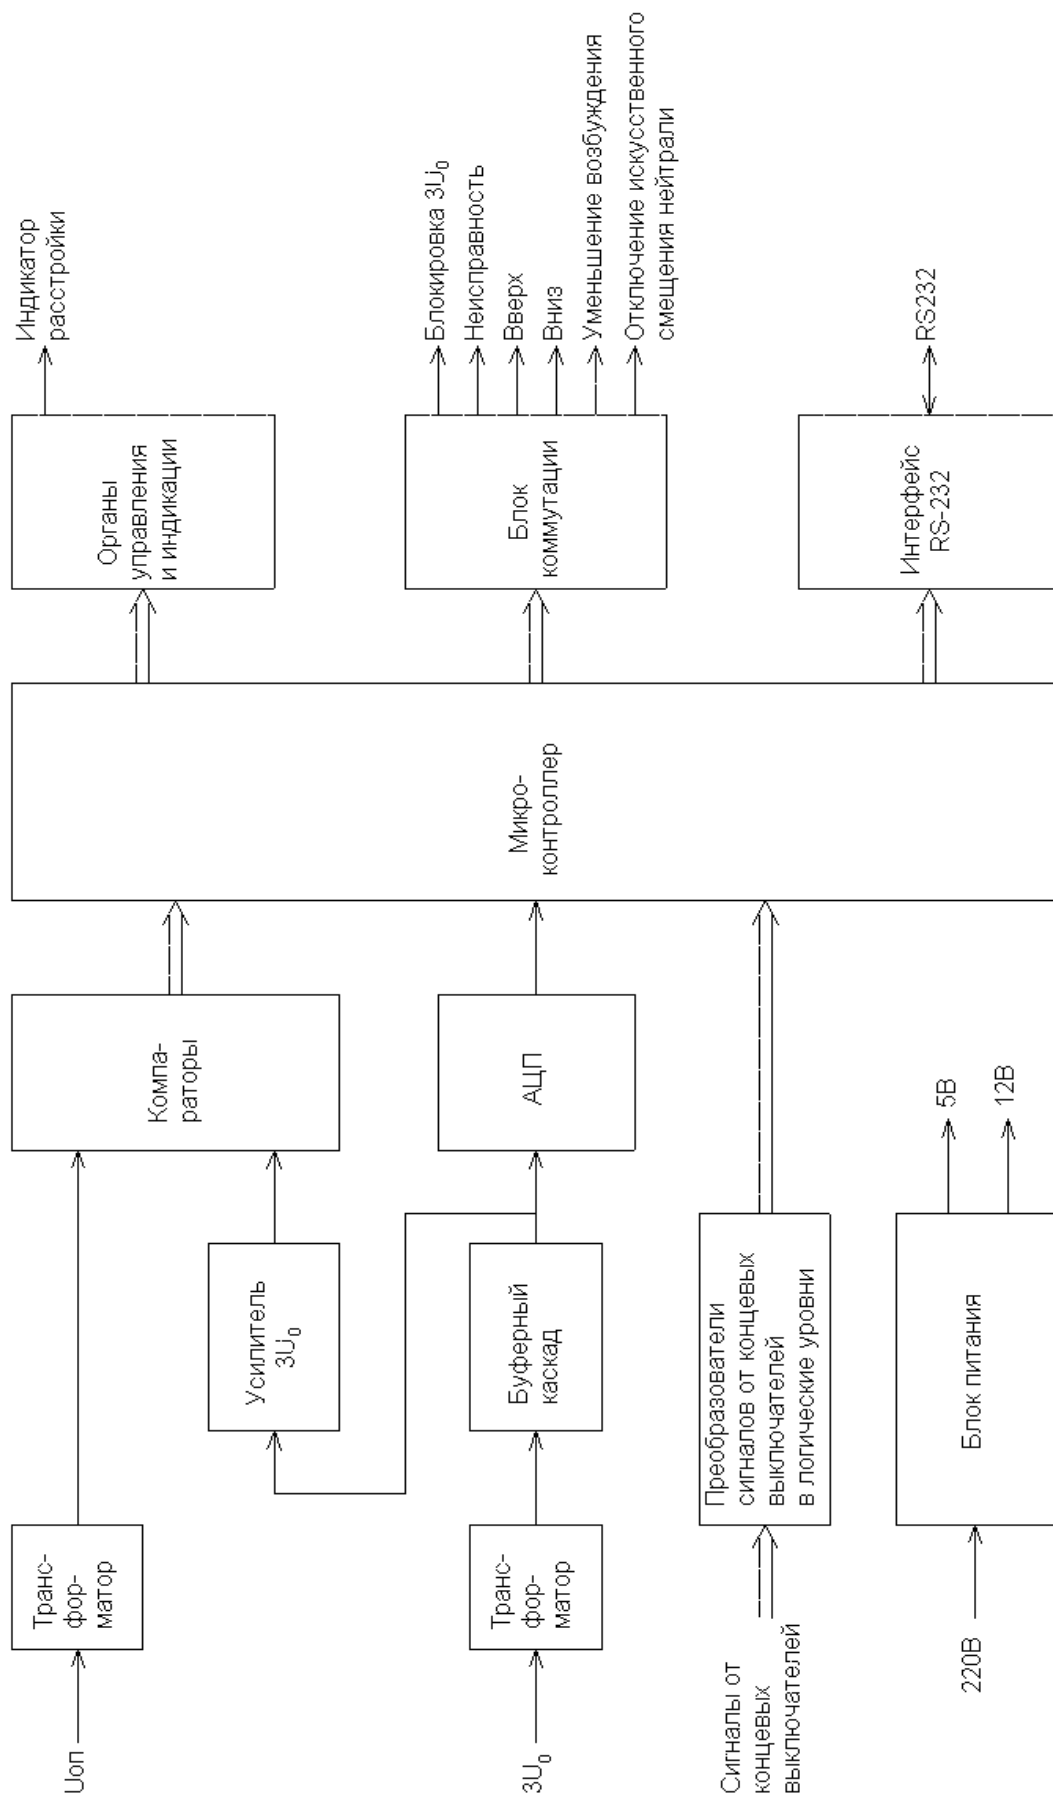 Uоп
Транс-
фор-
матор
Компа-
раторы
Усилитель
3U₀
3U₀
Транс-
фор-
матор
Буферный
каскад
АЦП
Сигналы от
концевых
выключателей
Преобразователи
сигналов от концевых
выключателей
в логические уровни
220В
Блок питания
5В
12В
Микро-
контроллер
Органы
управления
и индикации
Индикатор
расстройки
Блок
коммутации
Блокировка 3U₀
Неисправность
Вверх
Вниз
Уменьшение возбуждения
Отключение искусственного
смещения нейтрали
Интерфейс
RS-232
RS232